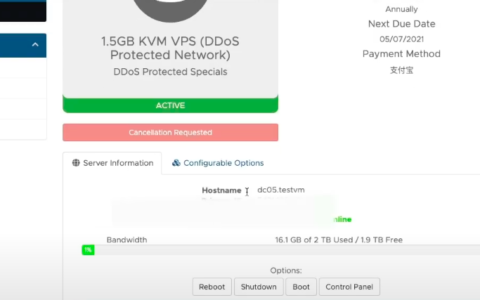 Annually
Next Due Date
05/07/2021
Payment Method
支付宝
1.5GB KVM VPS (DDoS
Protected Network)
DDoS Protected Specials
ACTIVE
Cancellation Requested
Server Information
Configurable Options
Hostname
dc05.testvm
Bandwidth
16.1 GB of 2 TB Used / 1.9 TB Free
1%
Options:
Reboot
Shutdown
Boot
Control Panel